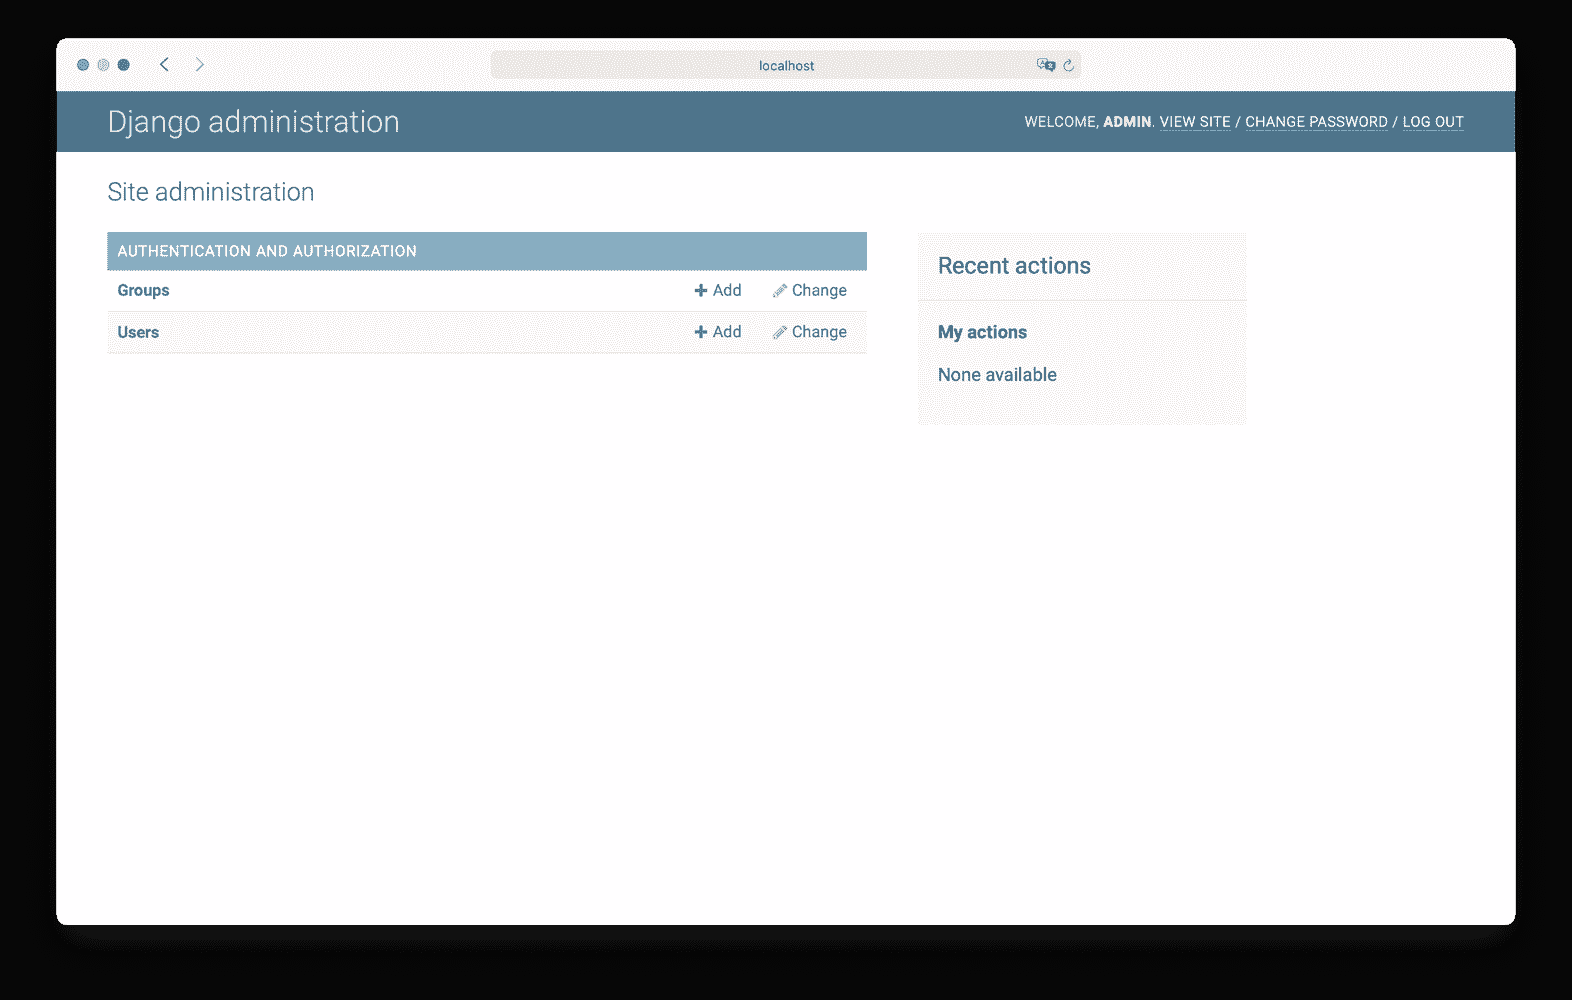 localhost
Django administration
WELCOME, ADMIN. VIEW SITE / CHANGE PASSWORD / LOG OUT
Site administration
AUTHENTICATION AND AUTHORIZATION
Groups Add Change
Users Add Change
Recent actions
My actions
None available